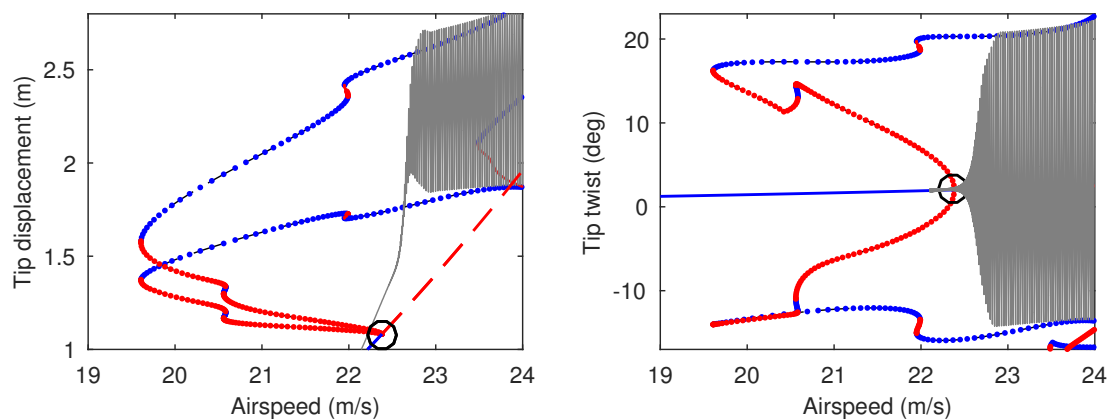 2.5
2
1.5
1
Tip displacement (m)
19 20 21 22 23 24
Airspeed (m/s)
20
10
0
-10
Tip twist (deg)
19 20 21 22 23 24
Airspeed (m/s)